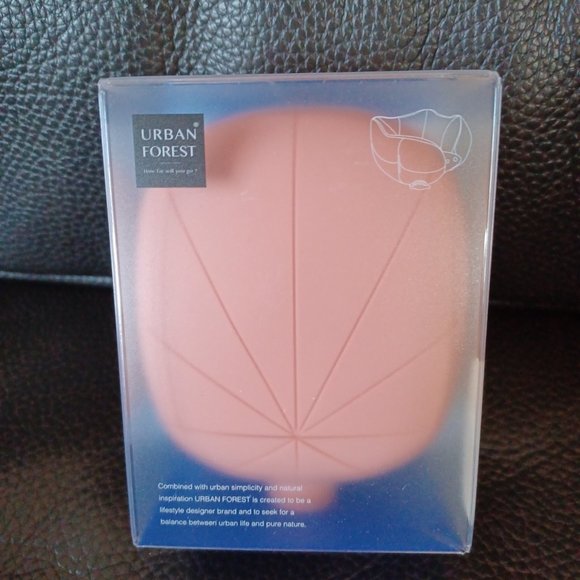 URBAN
FOREST
How far will you go?
Combined with urban simplicity and natural
inspiration URBAN FOREST is created to be a
lifestyle designer brand and to seek for a
balance between urban life and pure nature.